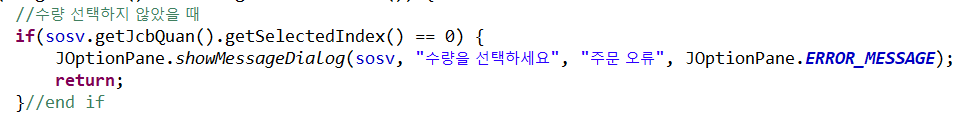 //수량 선택하지 않았을 때
if(sosv.getJcbQuan().getSelectedIndex() == 0) {
JOptionPane.showMessageDialog(sosv, "수량을 선택하세요", "주문 오류", JOptionPane.ERROR_MESSAGE);
return;
}//end if